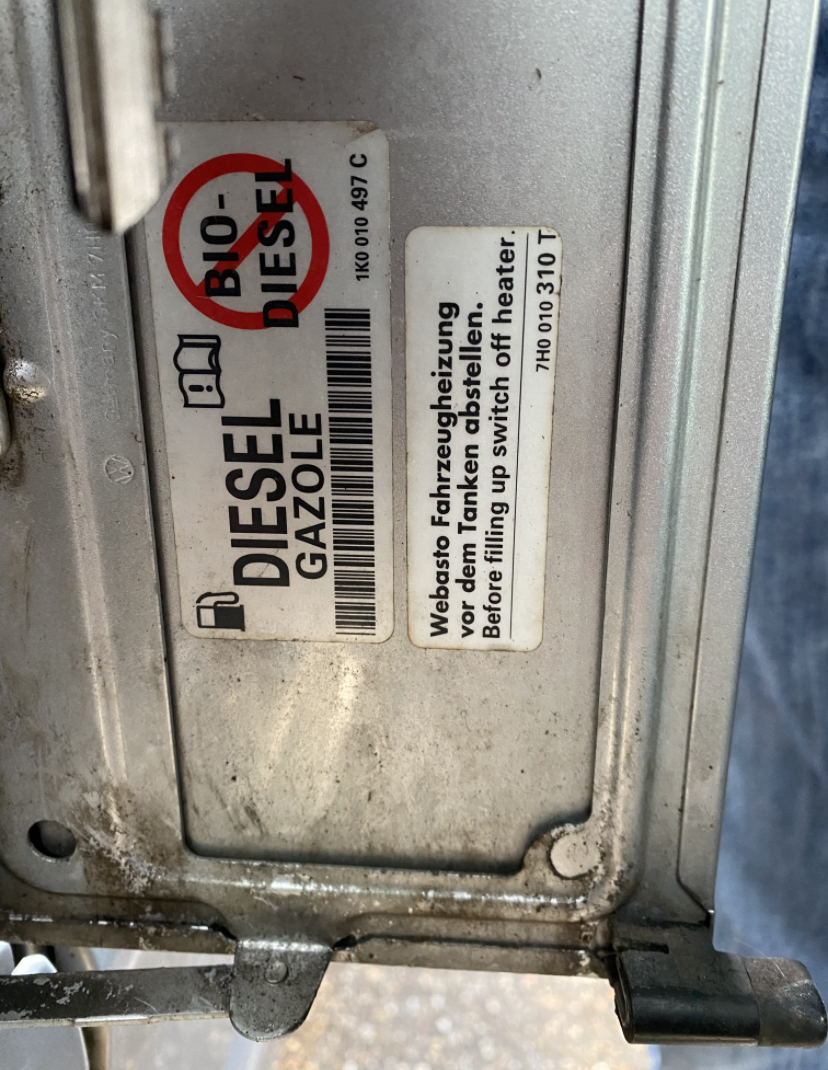 DIESEL
GAZOLE
BIO-
DIESEL
1K0 010 497 C
Webasto Fahrzeugheizung
vor dem Tanken abstellen.
Before filling up switch off heater.
7H0 010 310 T